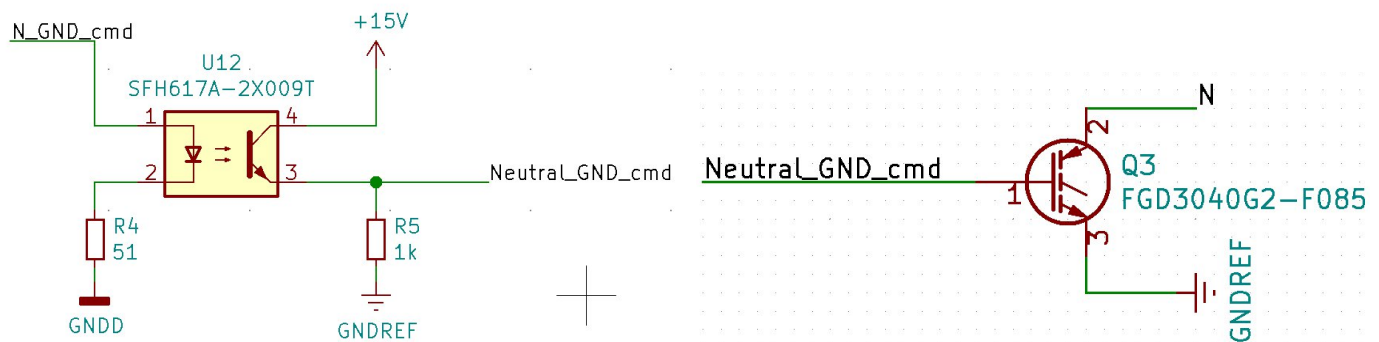 N_GND_cmd
+15V
U12
SFH617A-2X009T
1
4
2
3
Neutral_GND_cmd
R4
51
R5
1k
GNDD
GNDREF
N
2
Neutral_GND_cmd
1
Q3
FGD3040G2-F085
3
GNDREF